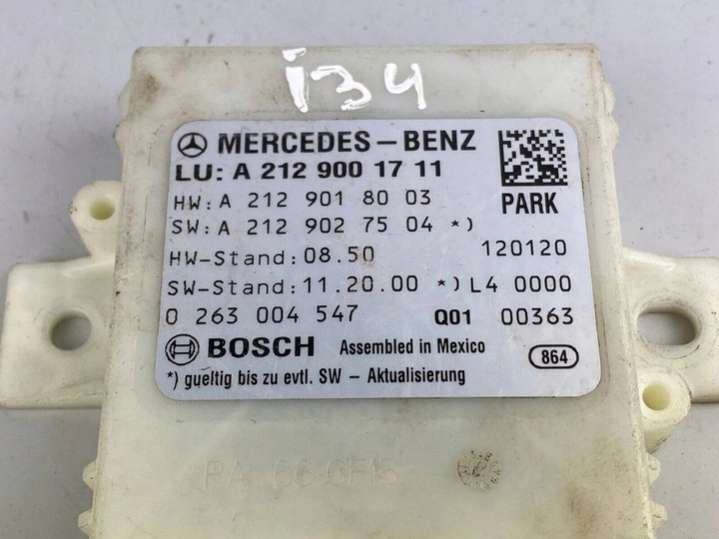 i34
MERCEDES-BENZ
LU: A 212 900 17 11
HW: A 212 901 80 03
PARK
SW: A 212 902 75 04 *)
HW-Stand: 08.50 120120
SW-Stand: 11.20.00 *) L4 0000
0 263 004 547 Q01 00363
BOSCH Assembled in Mexico 864
*) gueltig bis zu evtl. SW - Aktualisierung